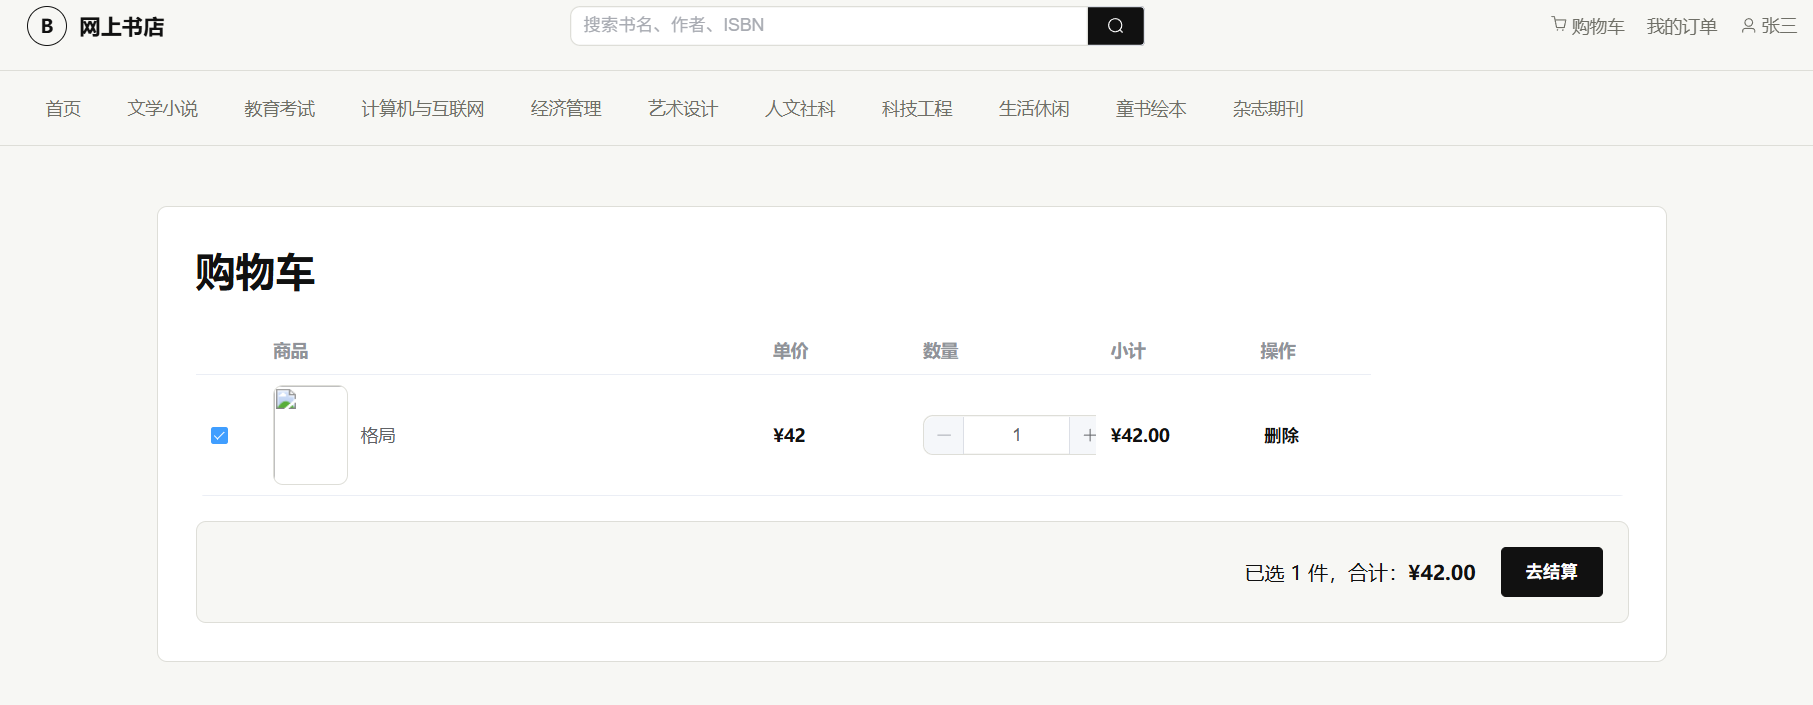 B 网上书店 搜索书名、作者、ISBN 购物车 我的订单 张三
首页 文学小说 教育考试 计算机与互联网 经济管理 艺术设计 人文社科 科技工程 生活休闲 童书绘本 杂志期刊
购物车
商品 单价 数量 小计 操作
格局 ¥42 1 ¥42.00 删除
已选 1 件，合计：¥42.00 去结算